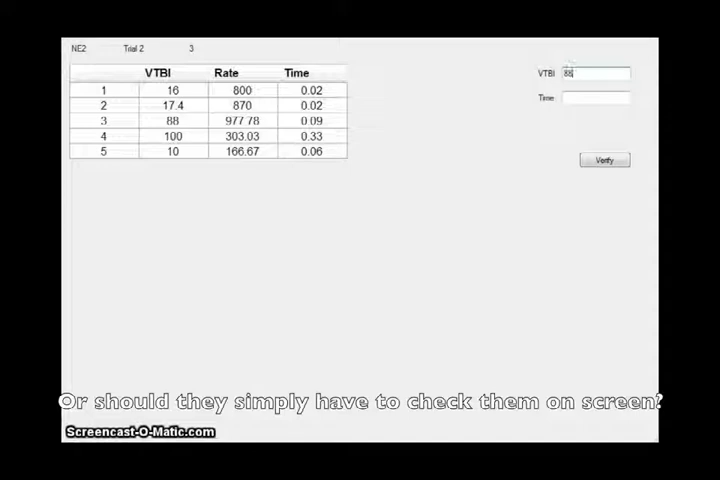 NE2 Trial 2 3
VTBI Rate Time
1 16 800 0.02
2 17.4 870 0.02
3 88 977.78 0.09
4 100 303.03 0.33
5 10 166.67 0.06
VTBI 88
Time
Verify
Or should they simply have to check them on screen?
Screencast-O-Matic.com